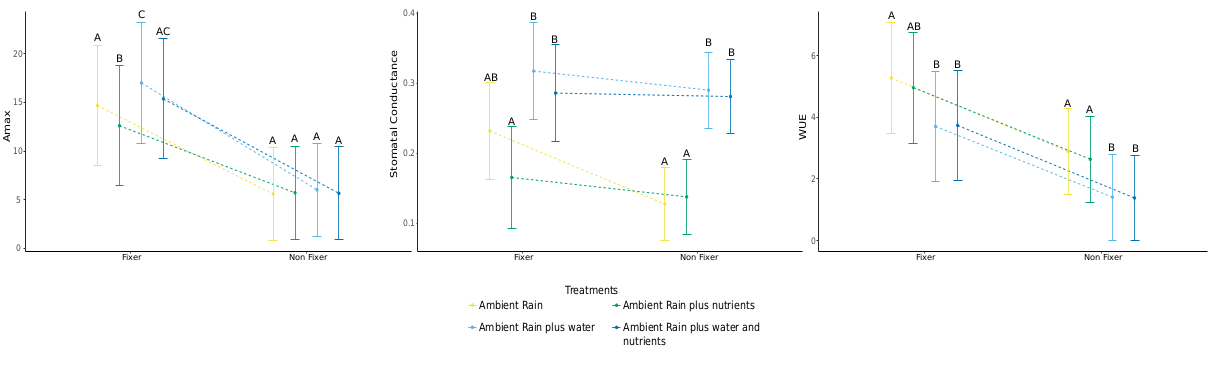 Amax
20
15
10
5
0
A
B
C
AC
A
A
A
A
Fixer
Non Fixer
Stomatal Conductance
0.4
0.3
0.2
0.1
AB
A
B
B
A
A
B
B
Fixer
Non Fixer
WUE
6
4
2
0
A
AB
B
B
A
A
B
B
Fixer
Non Fixer
Treatments
Ambient Rain
Ambient Rain plus nutrients
Ambient Rain plus water
Ambient Rain plus water and
nutrients